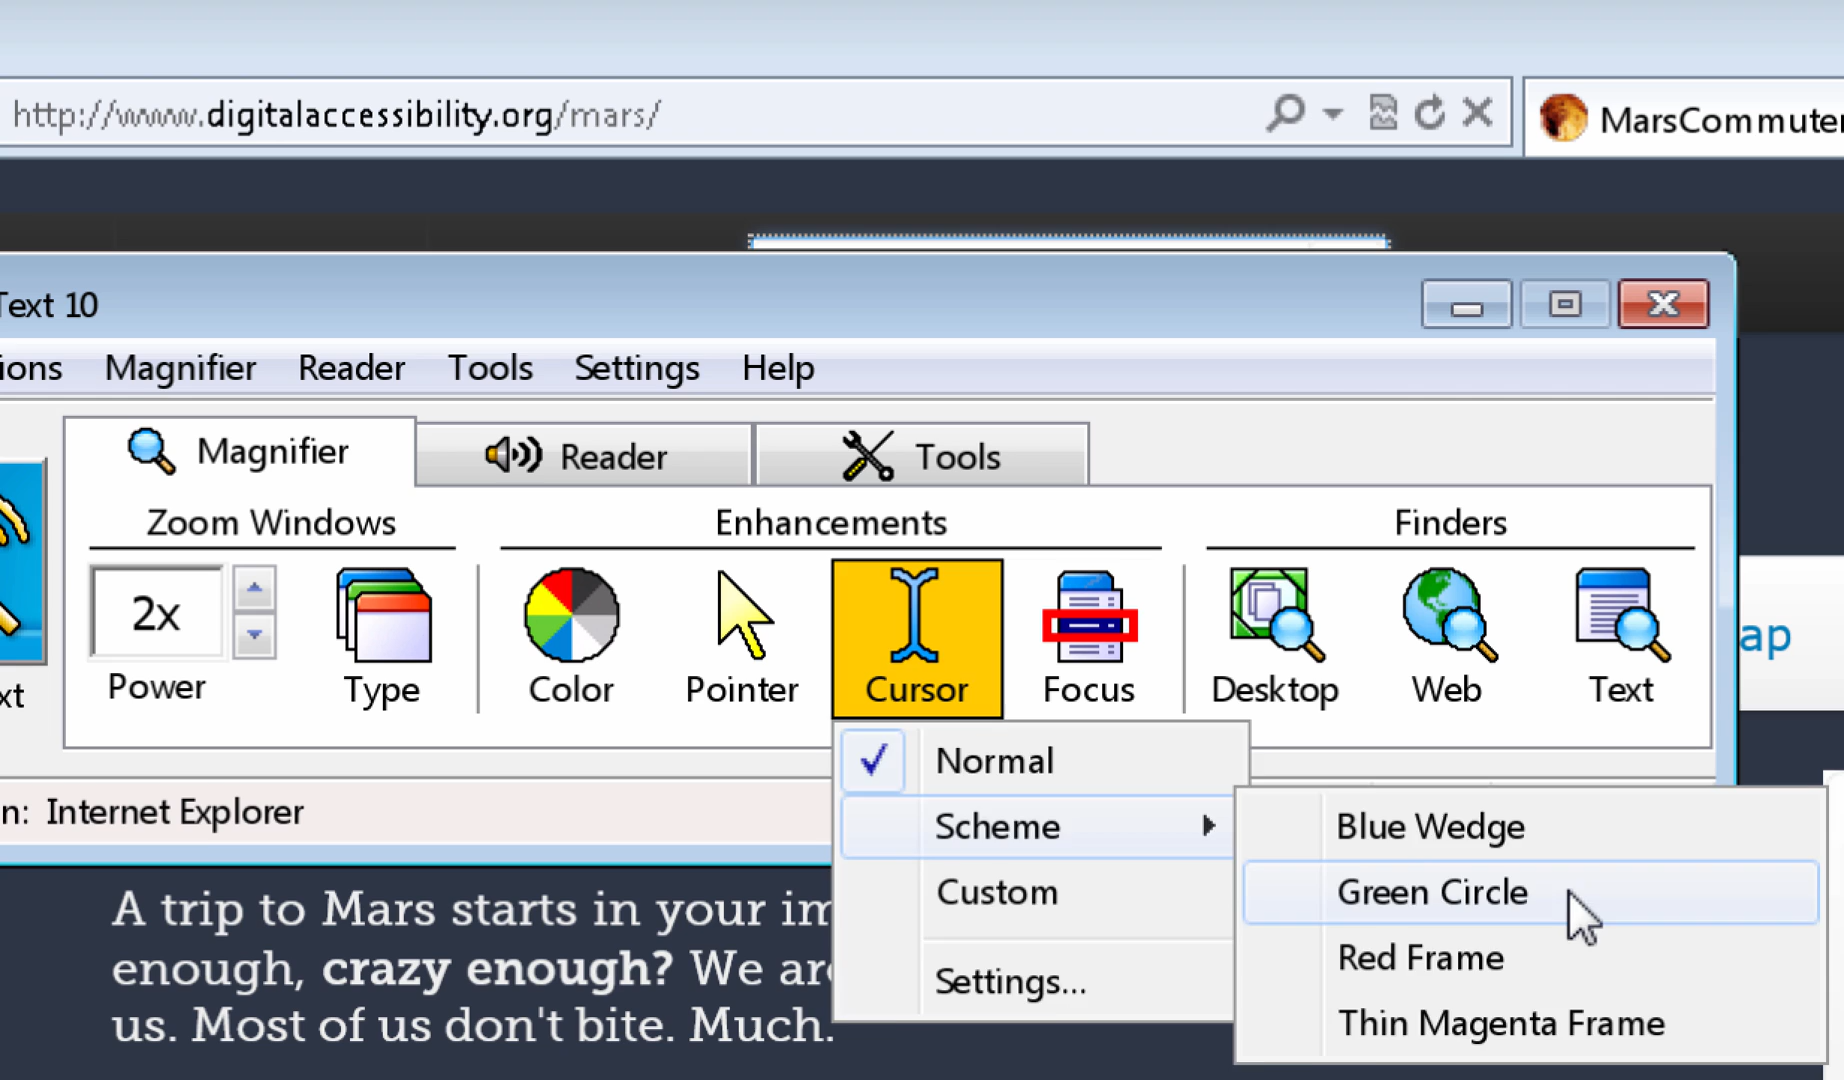 http://www.digitalaccessibility.org/mars/
MarsCommuter
Text 10
ions Magnifier Reader Tools Settings Help
Magnifier Reader Tools
Zoom Windows Enhancements Finders
2x
Power Type Color Pointer Cursor Focus Desktop Web Text
xt
ap
Normal
Scheme
Custom
Settings...
Blue Wedge
Green Circle
Red Frame
Thin Magenta Frame
n: Internet Explorer
A trip to Mars starts in your im
enough, crazy enough? We are
us. Most of us don't bite. Much.